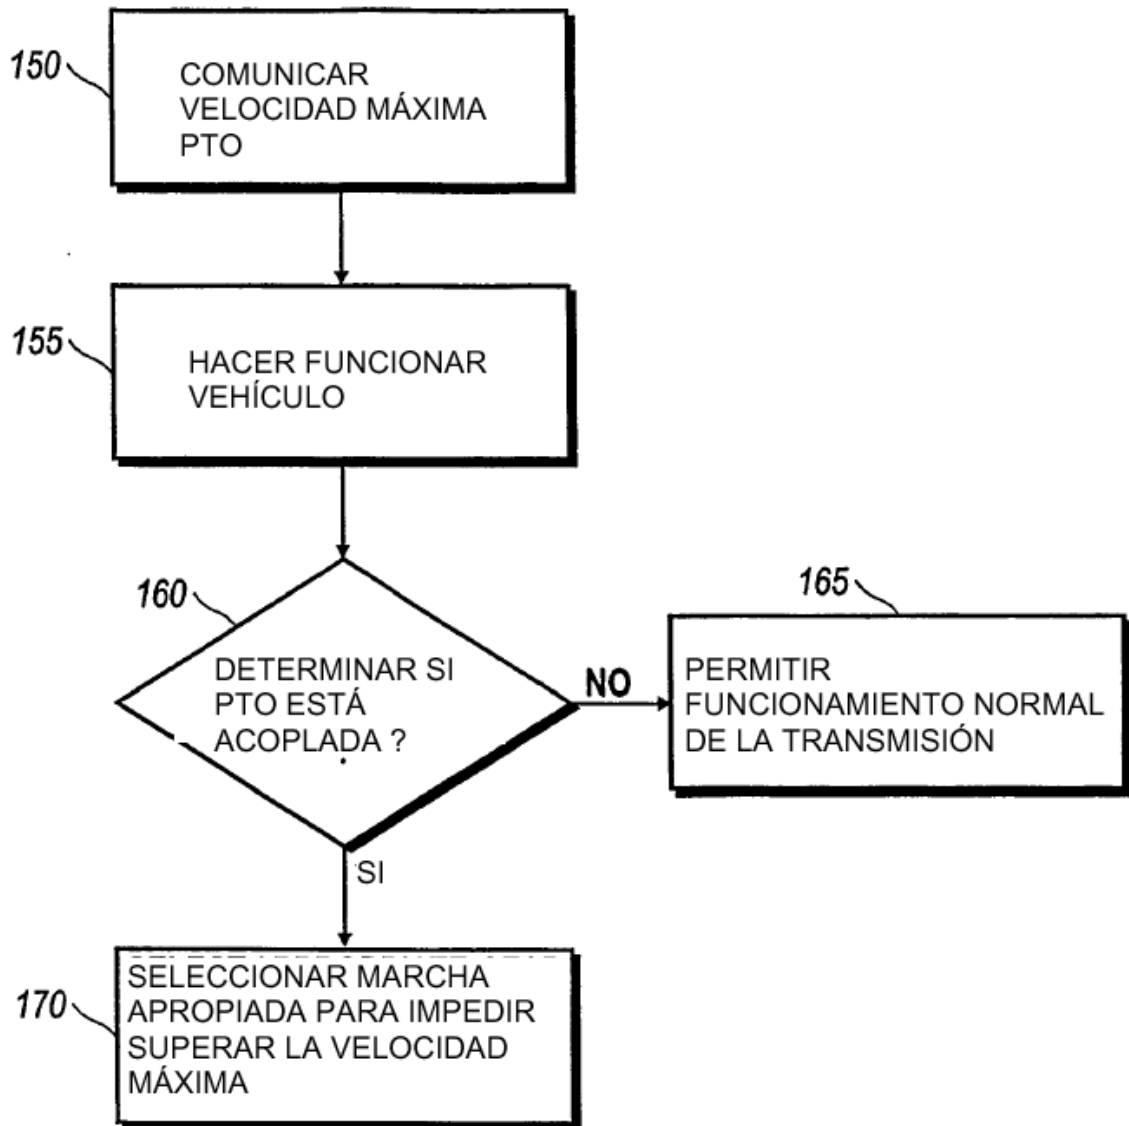 150
COMUNICAR
VELOCIDAD MÁXIMA
PTO
155
HACER FUNCIONAR
VEHÍCULO
160
DETERMINAR SI
PTO ESTÁ
ACOPLADA ?
NO
165
PERMITIR
FUNCIONAMIENTO NORMAL
DE LA TRANSMISIÓN
SI
170
SELECCIONAR MARCHA
APROPIADA PARA IMPEDIR
SUPERAR LA VELOCIDAD
MÁXIMA